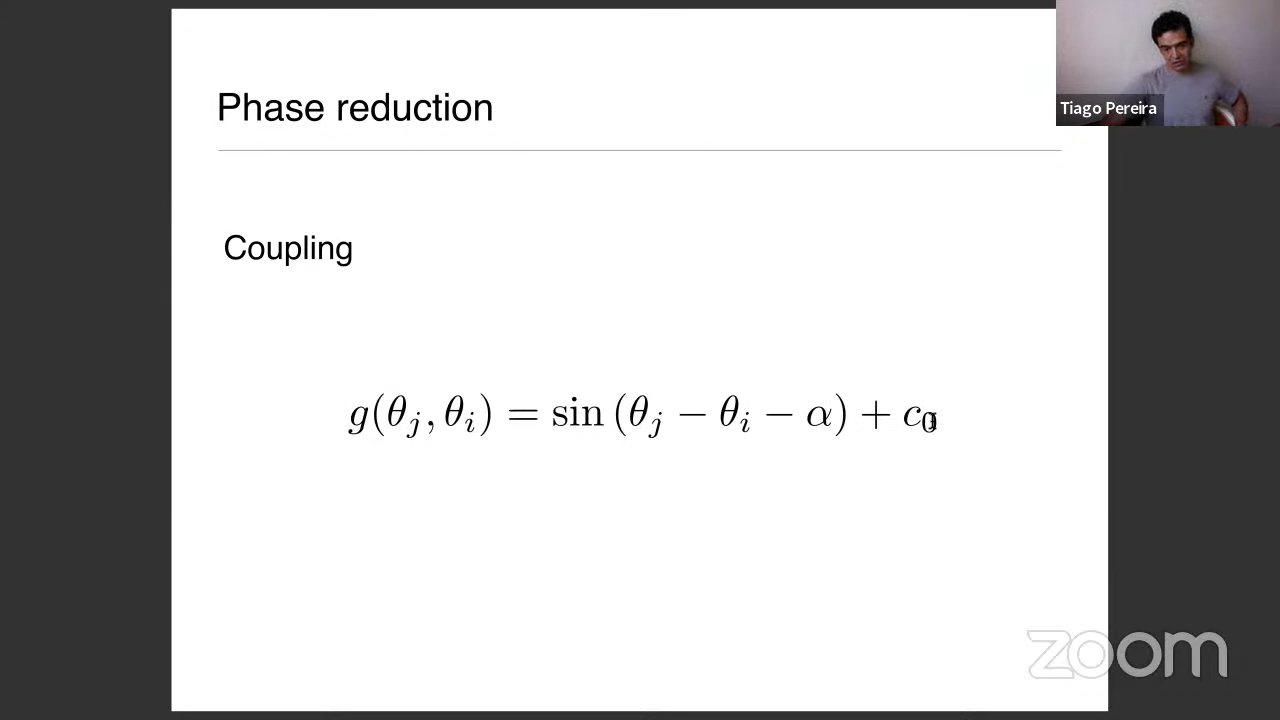 Phase reduction
Tiago Pereira
Coupling
g(θ_j, θ_i) = sin (θ_j − θ_i − α) + c_0
zoom